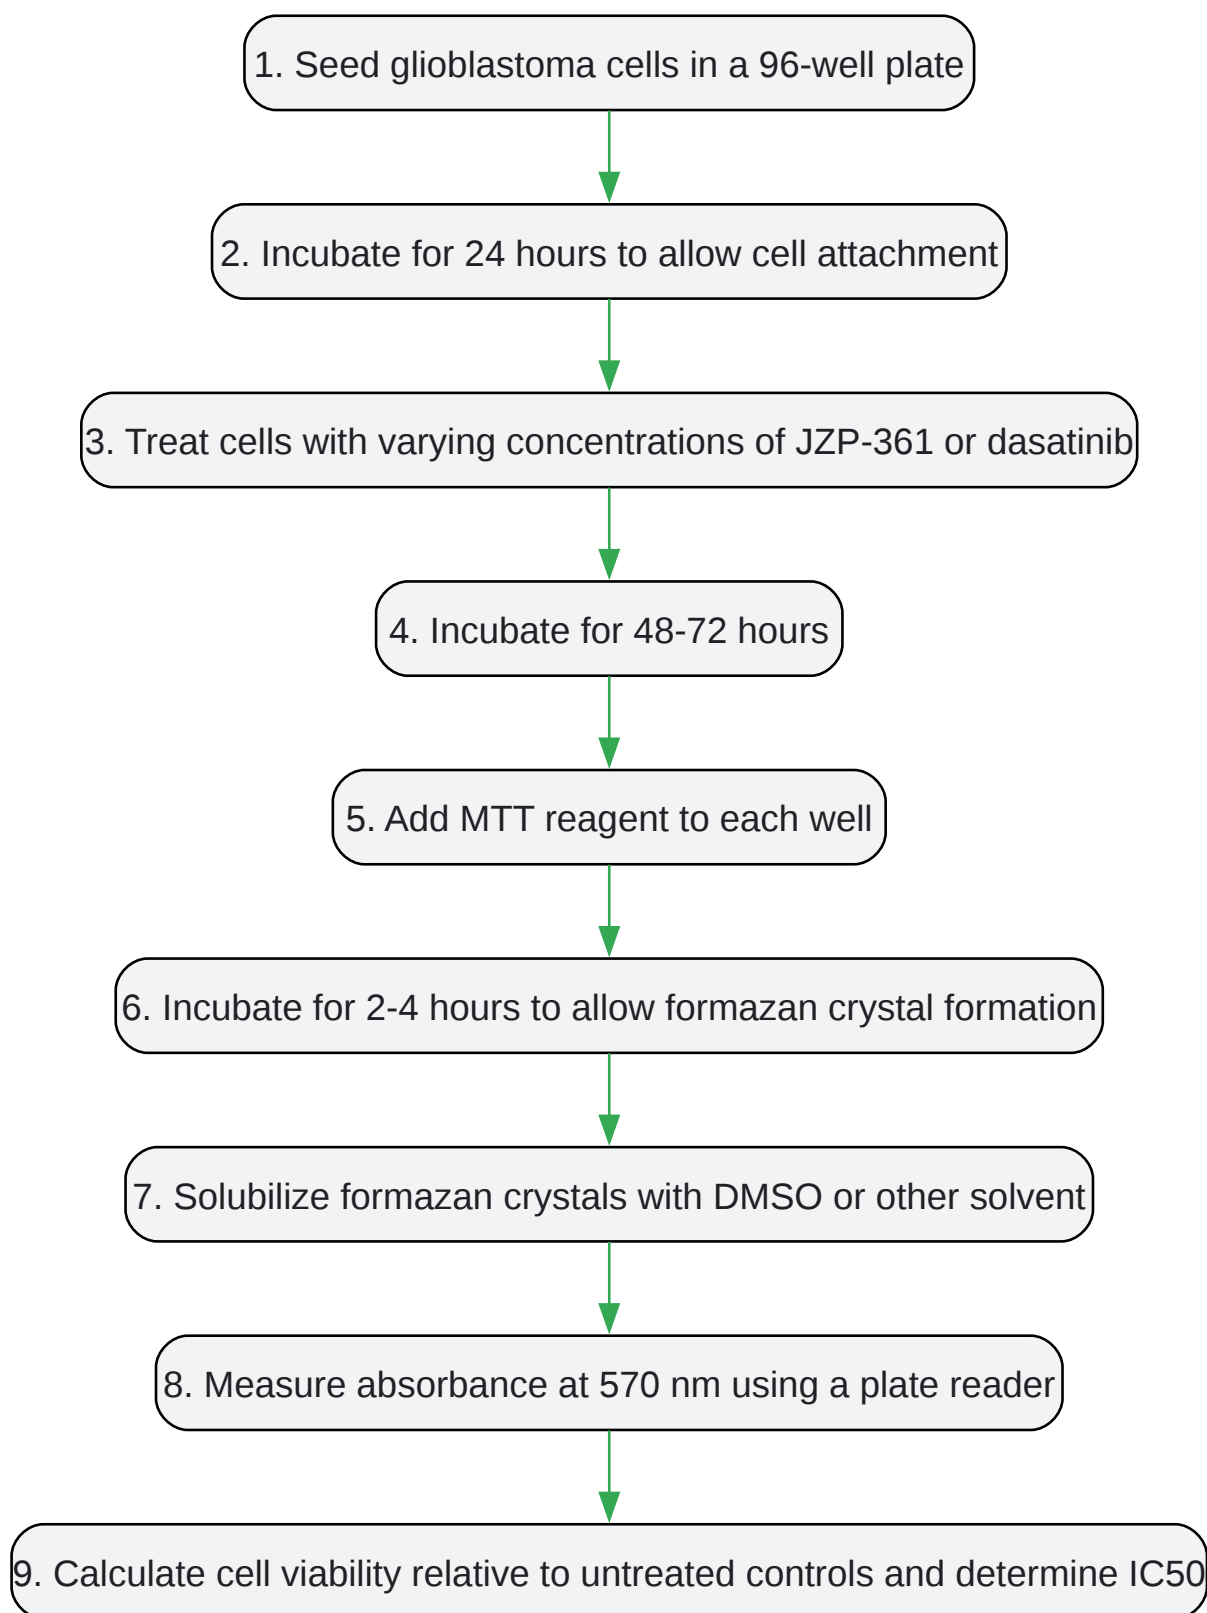 1. Seed glioblastoma cells in a 96-well plate
2. Incubate for 24 hours to allow cell attachment
3. Treat cells with varying concentrations of JZP-361 or dasatinib
4. Incubate for 48-72 hours
5. Add MTT reagent to each well
6. Incubate for 2-4 hours to allow formazan crystal formation
7. Solubilize formazan crystals with DMSO or other solvent
8. Measure absorbance at 570 nm using a plate reader
9. Calculate cell viability relative to untreated controls and determine IC50